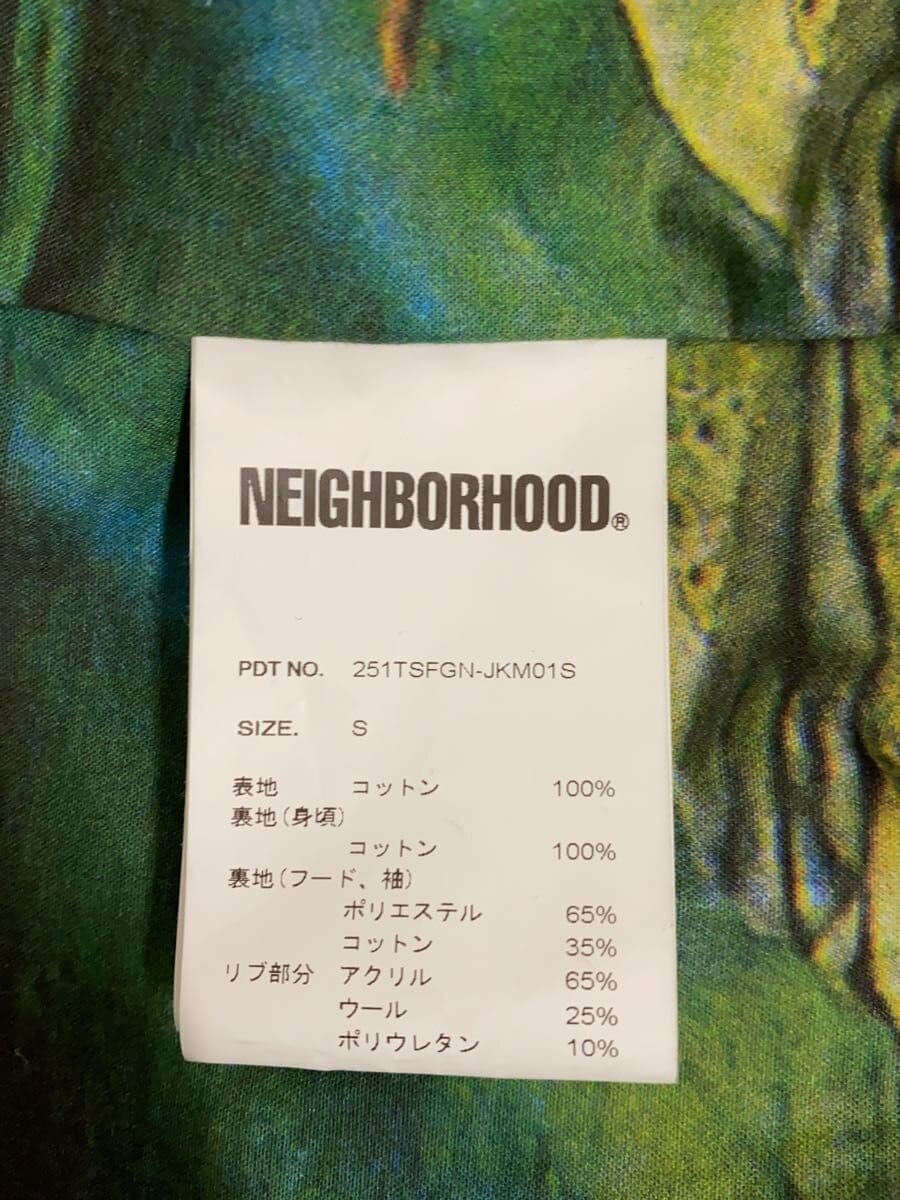 NEIGHBORHOOD®
PDT NO. 251TSFGN-JKM01S
SIZE. S
表地 コットン 100%
裏地(身頃)
コットン 100%
裏地(フード、袖)
ポリエステル 65%
コットン 35%
リブ部分 アクリル 65%
ウール 25%
ポリウレタン 10%